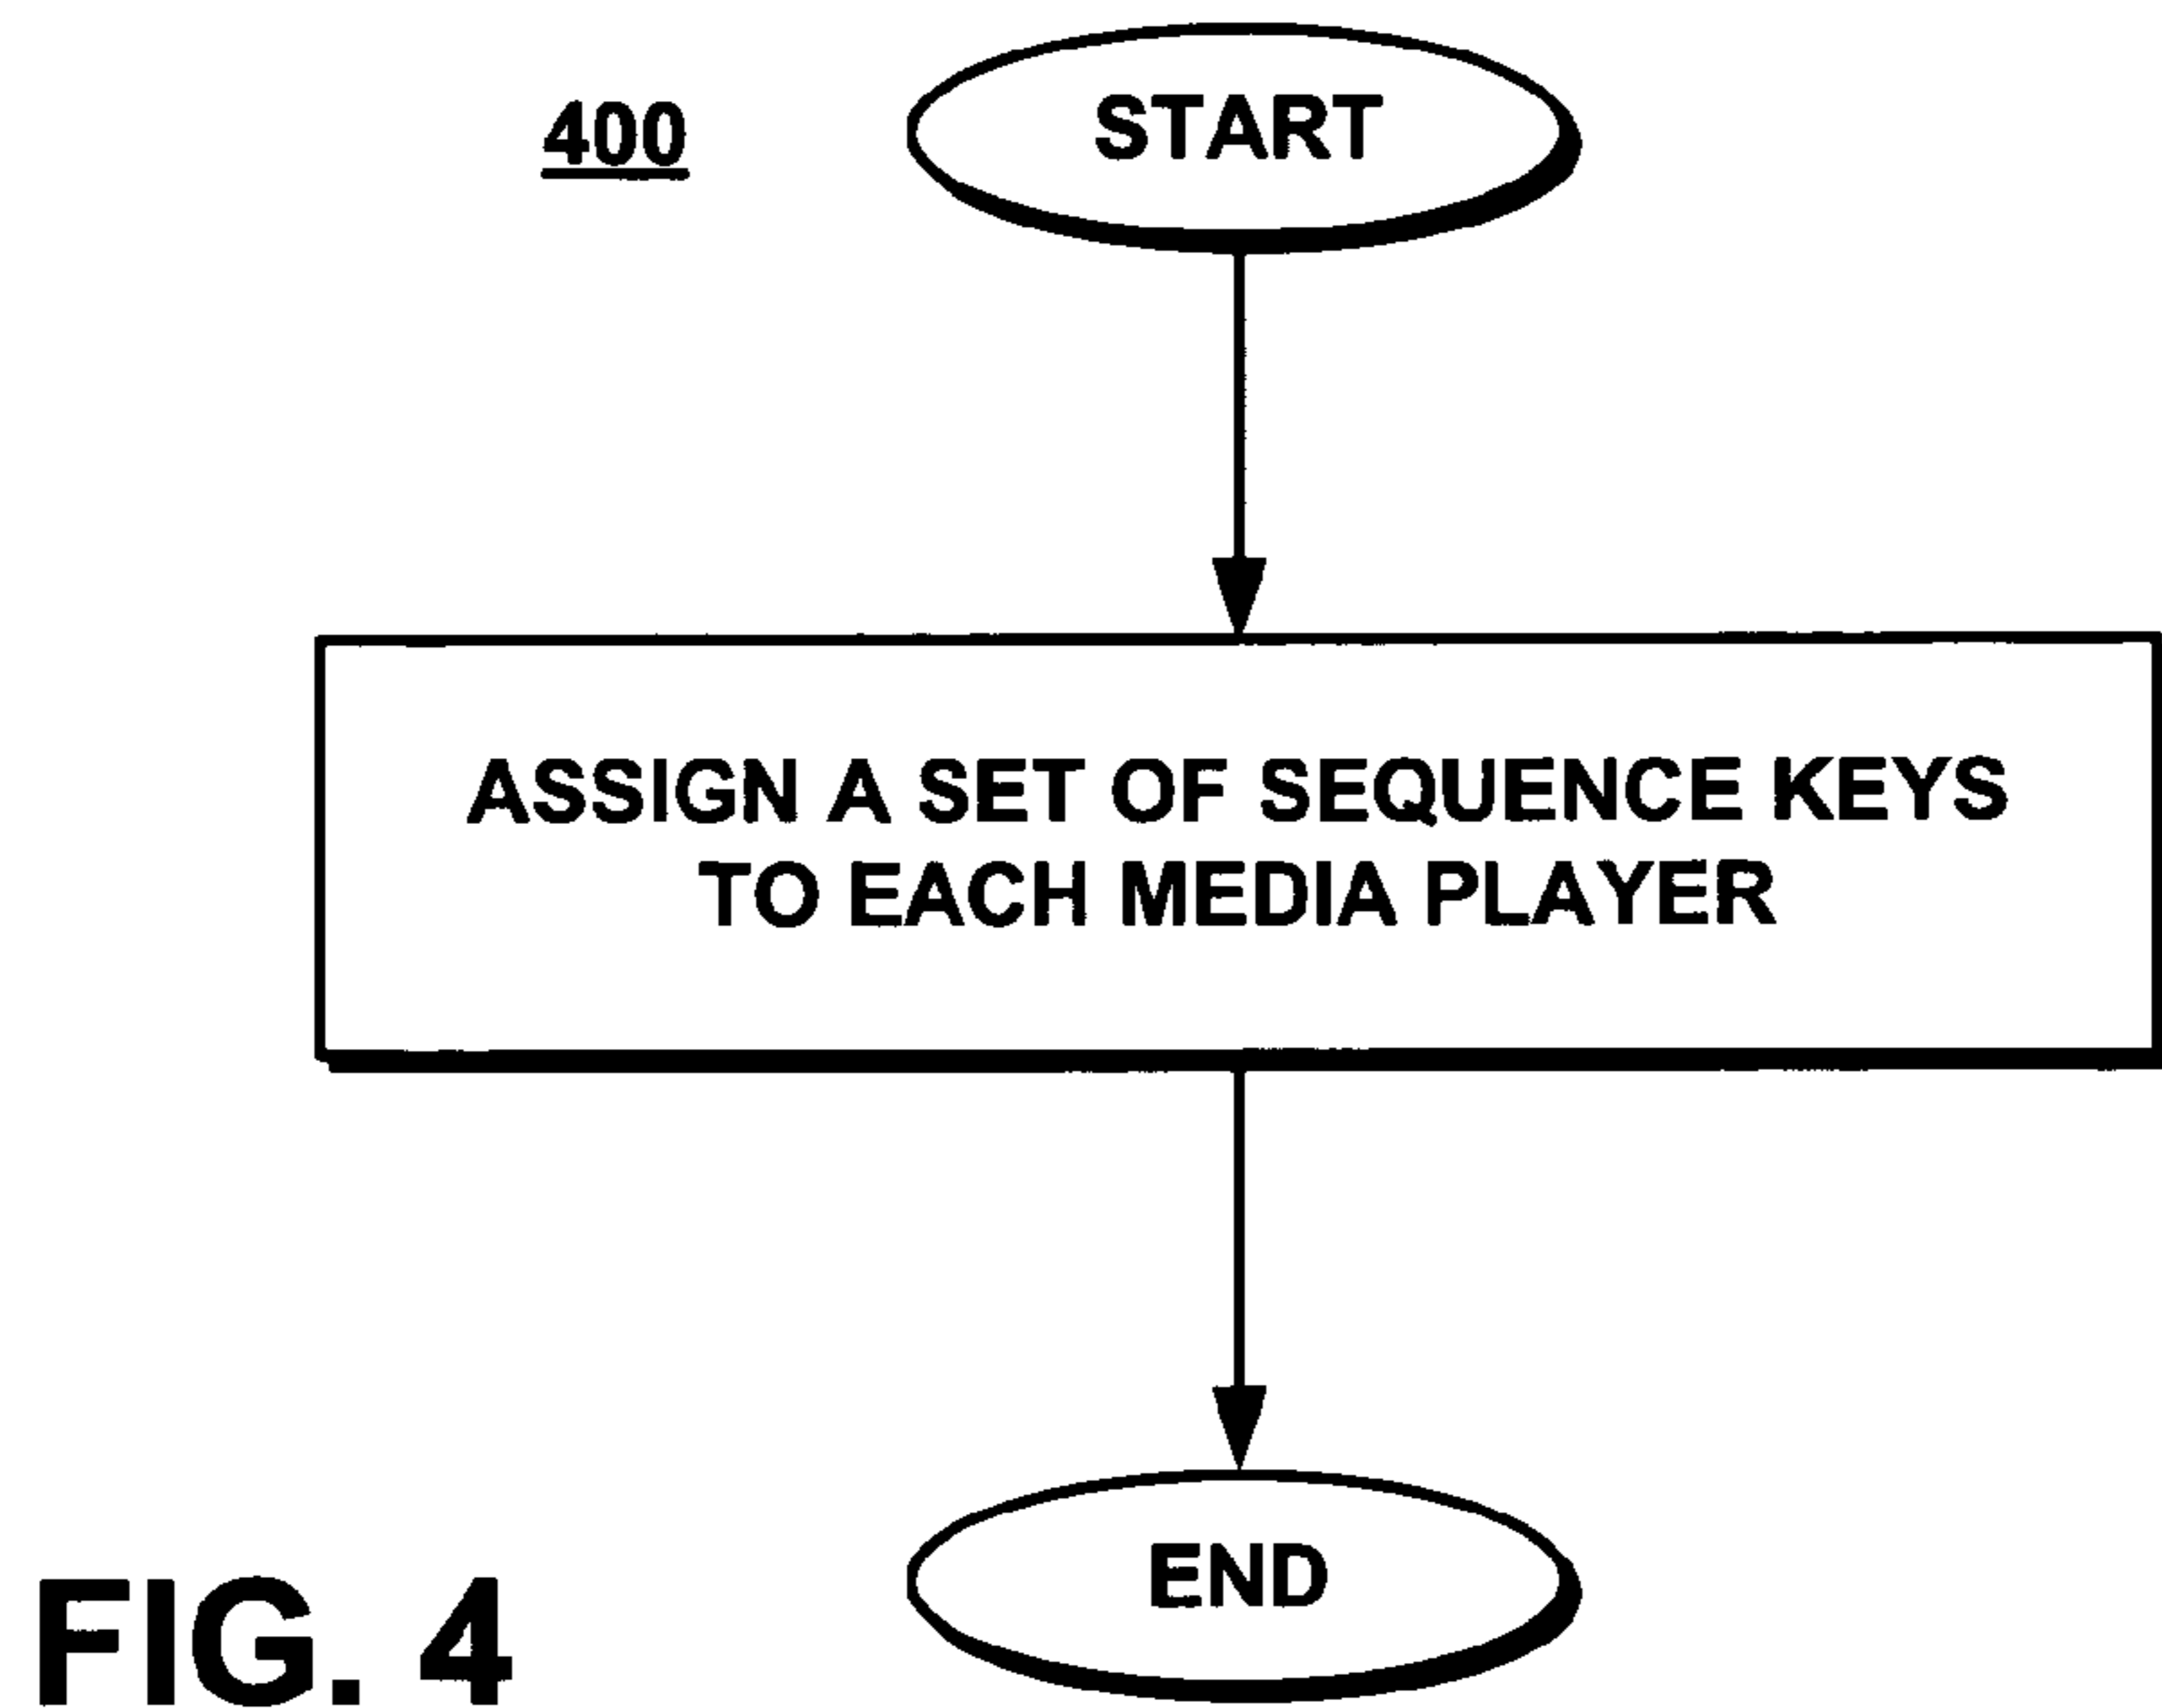 400
START
ASSIGN A SET OF SEQUENCE KEYS
TO EACH MEDIA PLAYER
END
FIG. 4